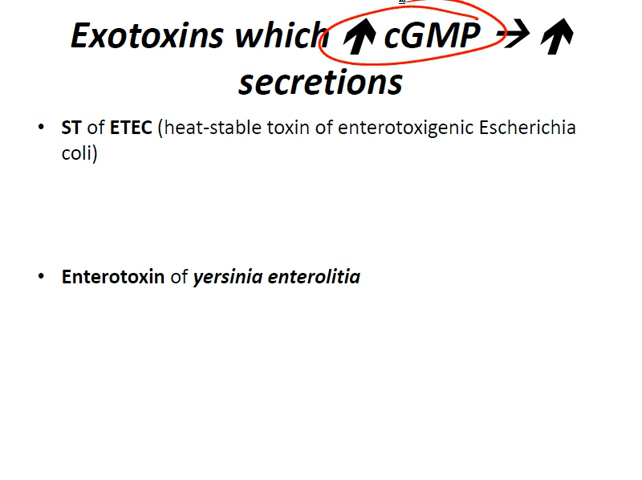 Exotoxins which ↑ cGMP → ↑
secretions
• ST of ETEC (heat-stable toxin of enterotoxigenic Escherichia
coli)
• Enterotoxin of yersinia enterolitia